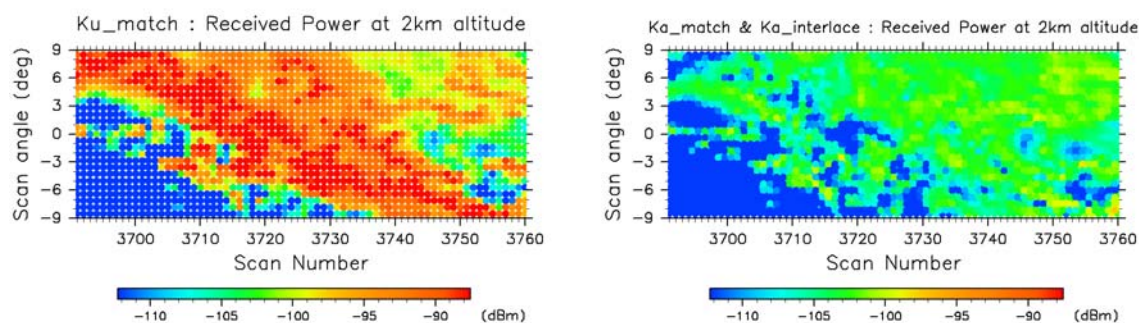 Ku_match : Received Power at 2km altitude
Scan angle (deg)
9
6
3
0
−3
−6
−9
3700 3710 3720 3730 3740 3750 3760
Scan Number
−110 −105 −100 −95 −90 (dBm)
Ka_match & Ka_interlace : Received Power at 2km altitude
Scan angle (deg)
9
6
3
0
−3
−6
−9
3700 3710 3720 3730 3740 3750 3760
Scan Number
−110 −105 −100 −95 −90 (dBm)